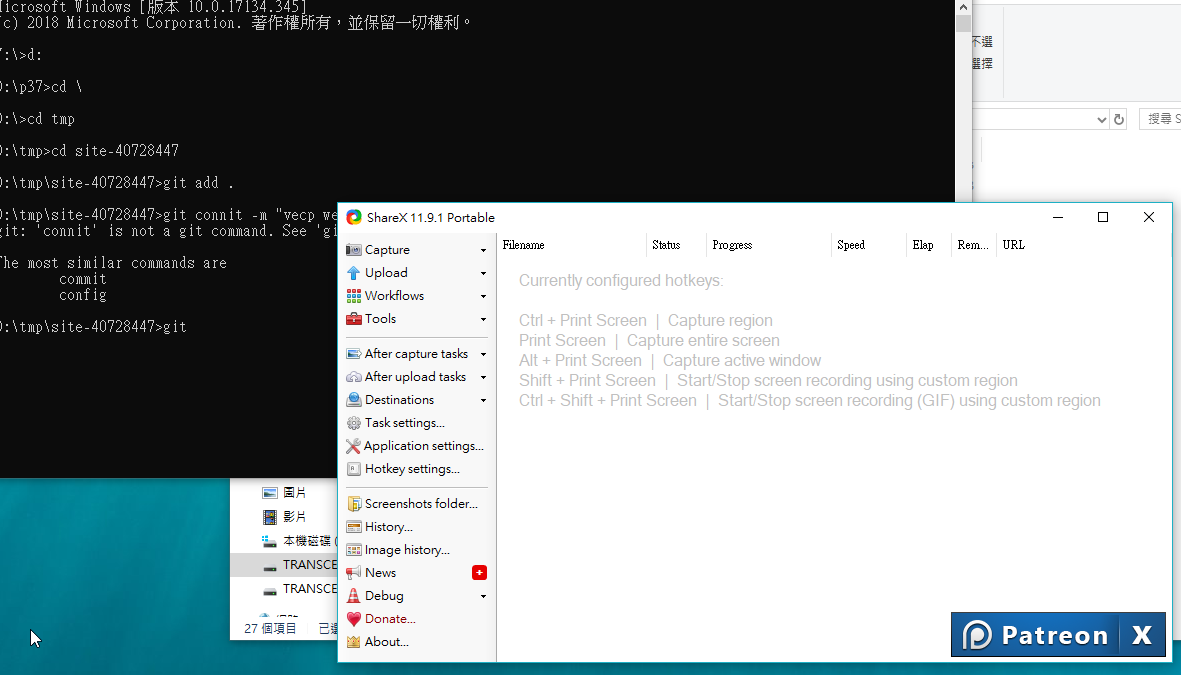 Microsoft Windows [版本 10.0.17134.345]
(c) 2018 Microsoft Corporation. 著作權所有，並保留一切權利。
:\>d:
:\p37>cd \
:\>cd tmp
:\tmp>cd site-40728447
:\tmp\site-40728447>git add .
:\tmp\site-40728447>git connit -m "vecp we
git: 'connit' is not a git command. See 'gi
The most similar commands are
commit
config
:\tmp\site-40728447>git
不選
選擇
搜尋 S
ShareX 11.9.1 Portable
Capture
Upload
Workflows
Tools
After capture tasks
After upload tasks
Destinations
Task settings...
Application settings...
Hotkey settings...
Screenshots folder...
History...
Image history...
News
Debug
Donate...
About...
Filename Status Progress Speed Elap Rem... URL
Currently configured hotkeys:
Ctrl + Print Screen | Capture region
Print Screen | Capture entire screen
Alt + Print Screen | Capture active window
Shift + Print Screen | Start/Stop screen recording using custom region
Ctrl + Shift + Print Screen | Start/Stop screen recording (GIF) using custom region
Patreon X
圖片
影片
本機磁碟 (
TRANSCE
TRANSCE
27 個項目